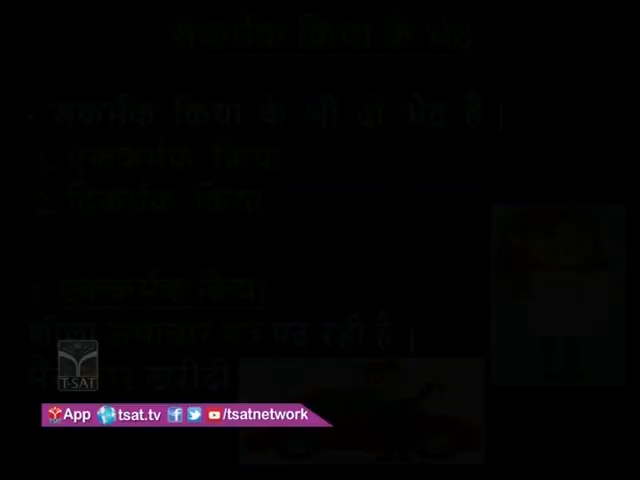 सकर्मक क्रिया के भेद
• सकर्मक क्रिया के भी दो भेद है |
1. एककर्मक क्रिया
2. द्विकर्मक क्रिया
1. एककर्मक क्रिया
शीला समाचार पत्र पढ रही है |
खरीदी
T-SAT
App tsat.tv /tsatnetwork